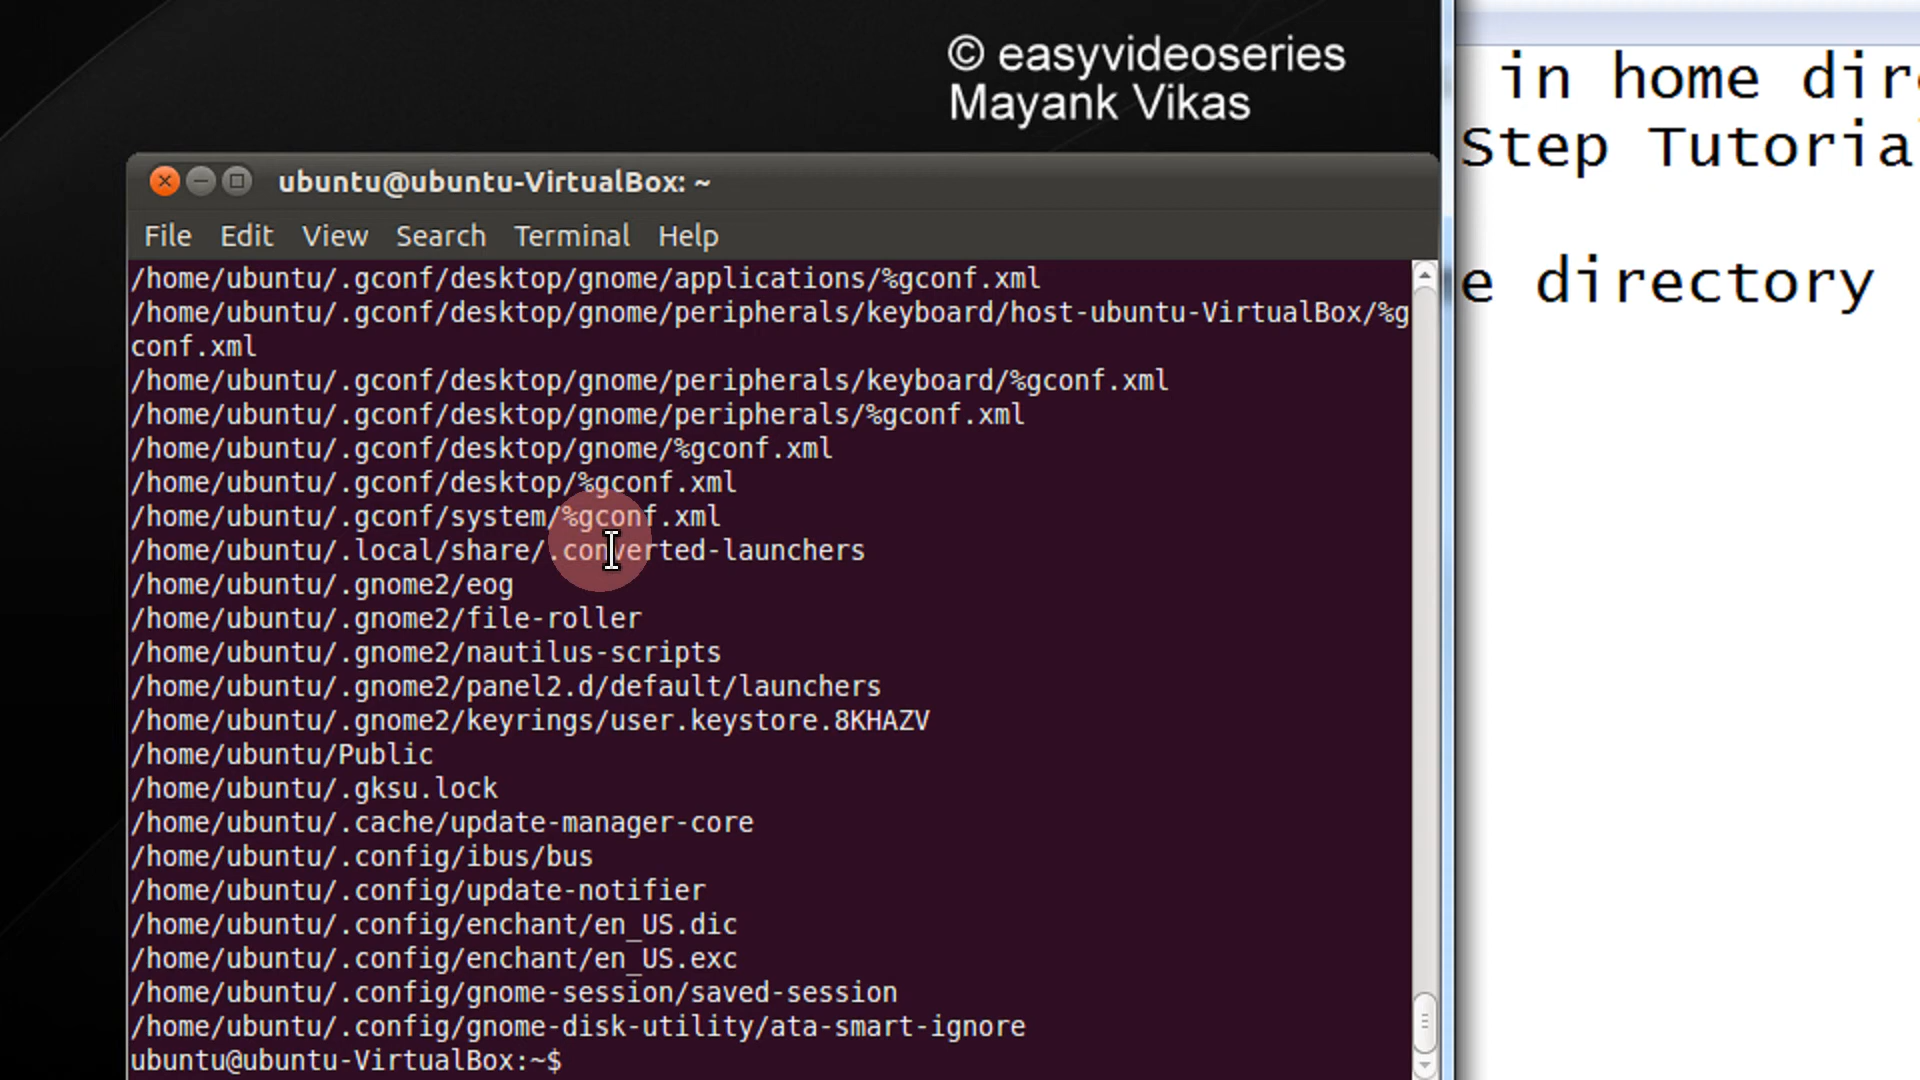 © easyvideoseries
Mayank Vikas
in home
Step
e directory
ubuntu@ubuntu-VirtualBox: ~
File Edit View Search Terminal Help
/home/ubuntu/.gconf/desktop/gnome/applications/%gconf.xml
/home/ubuntu/.gconf/desktop/gnome/peripherals/keyboard/host-ubuntu-VirtualBox/%g
conf.xml
/home/ubuntu/.gconf/desktop/gnome/peripherals/keyboard/%gconf.xml
/home/ubuntu/.gconf/desktop/gnome/peripherals/%gconf.xml
/home/ubuntu/.gconf/desktop/gnome/%gconf.xml
/home/ubuntu/.gconf/desktop/%gconf.xml
/home/ubuntu/.gconf/system/%gconf.xml
/home/ubuntu/.local/share/.converted-launchers
/home/ubuntu/.gnome2/eog
/home/ubuntu/.gnome2/file-roller
/home/ubuntu/.gnome2/nautilus-scripts
/home/ubuntu/.gnome2/panel2.d/default/launchers
/home/ubuntu/.gnome2/keyrings/user.keystore.8KHAZV
/home/ubuntu/Public
/home/ubuntu/.gksu.lock
/home/ubuntu/.cache/update-manager-core
/home/ubuntu/.config/ibus/bus
/home/ubuntu/.config/update-notifier
/home/ubuntu/.config/enchant/en_US.dic
/home/ubuntu/.config/enchant/en_US.exc
/home/ubuntu/.config/gnome-session/saved-session
/home/ubuntu/.config/gnome-disk-utility/ata-smart-ignore
ubuntu@ubuntu-VirtualBox:~$